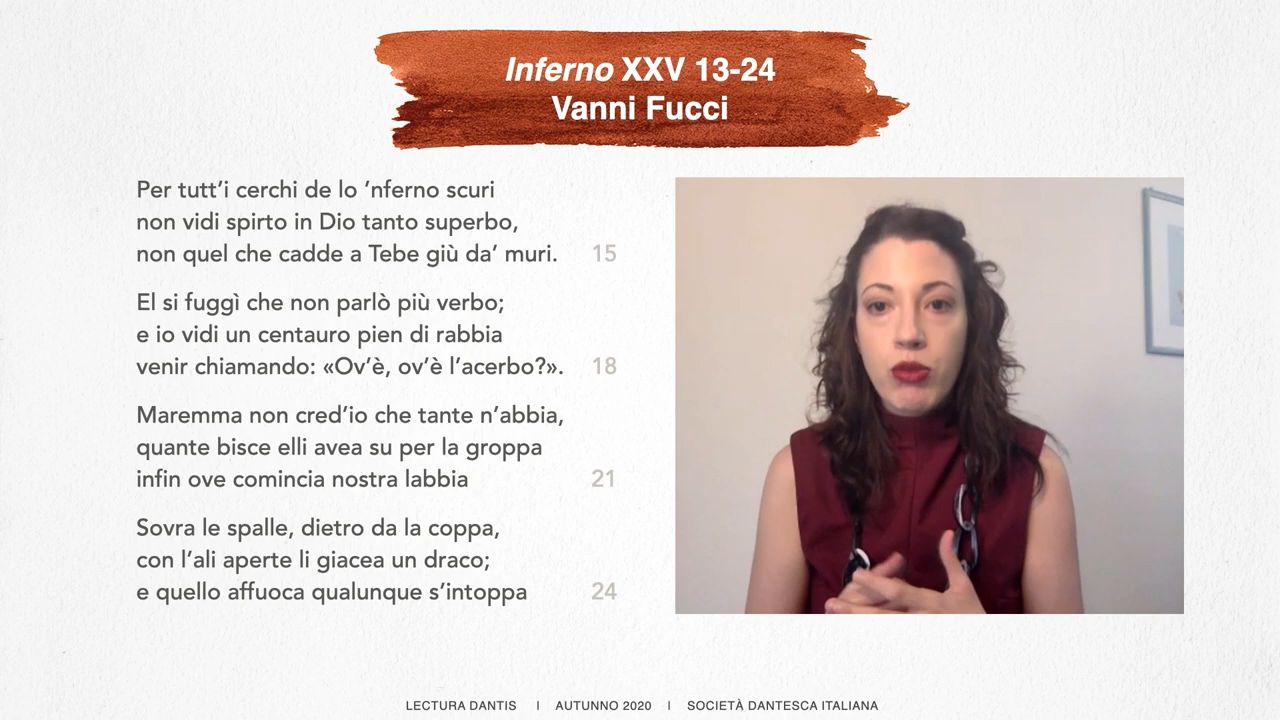 Inferno XXV 13-24
Vanni Fucci
Per tutt’i cerchi de lo ’nferno scuri
non vidi spirto in Dio tanto superbo,
non quel che cadde a Tebe giù da’ muri. 15
El si fuggì che non parlò più verbo;
e io vidi un centauro pien di rabbia
venir chiamando: «Ov’è, ov’è l’acerbo?». 18
Maremma non cred’io che tante n’abbia,
quante bisce elli avea su per la groppa
infin ove comincia nostra labbia 21
Sovra le spalle, dietro da la coppa,
con l’ali aperte li giacea un draco;
e quello affuoca qualunque s’intoppa 24
LECTURA DANTIS I AUTUNNO 2020 I SOCIETÀ DANTESCA ITALIANA